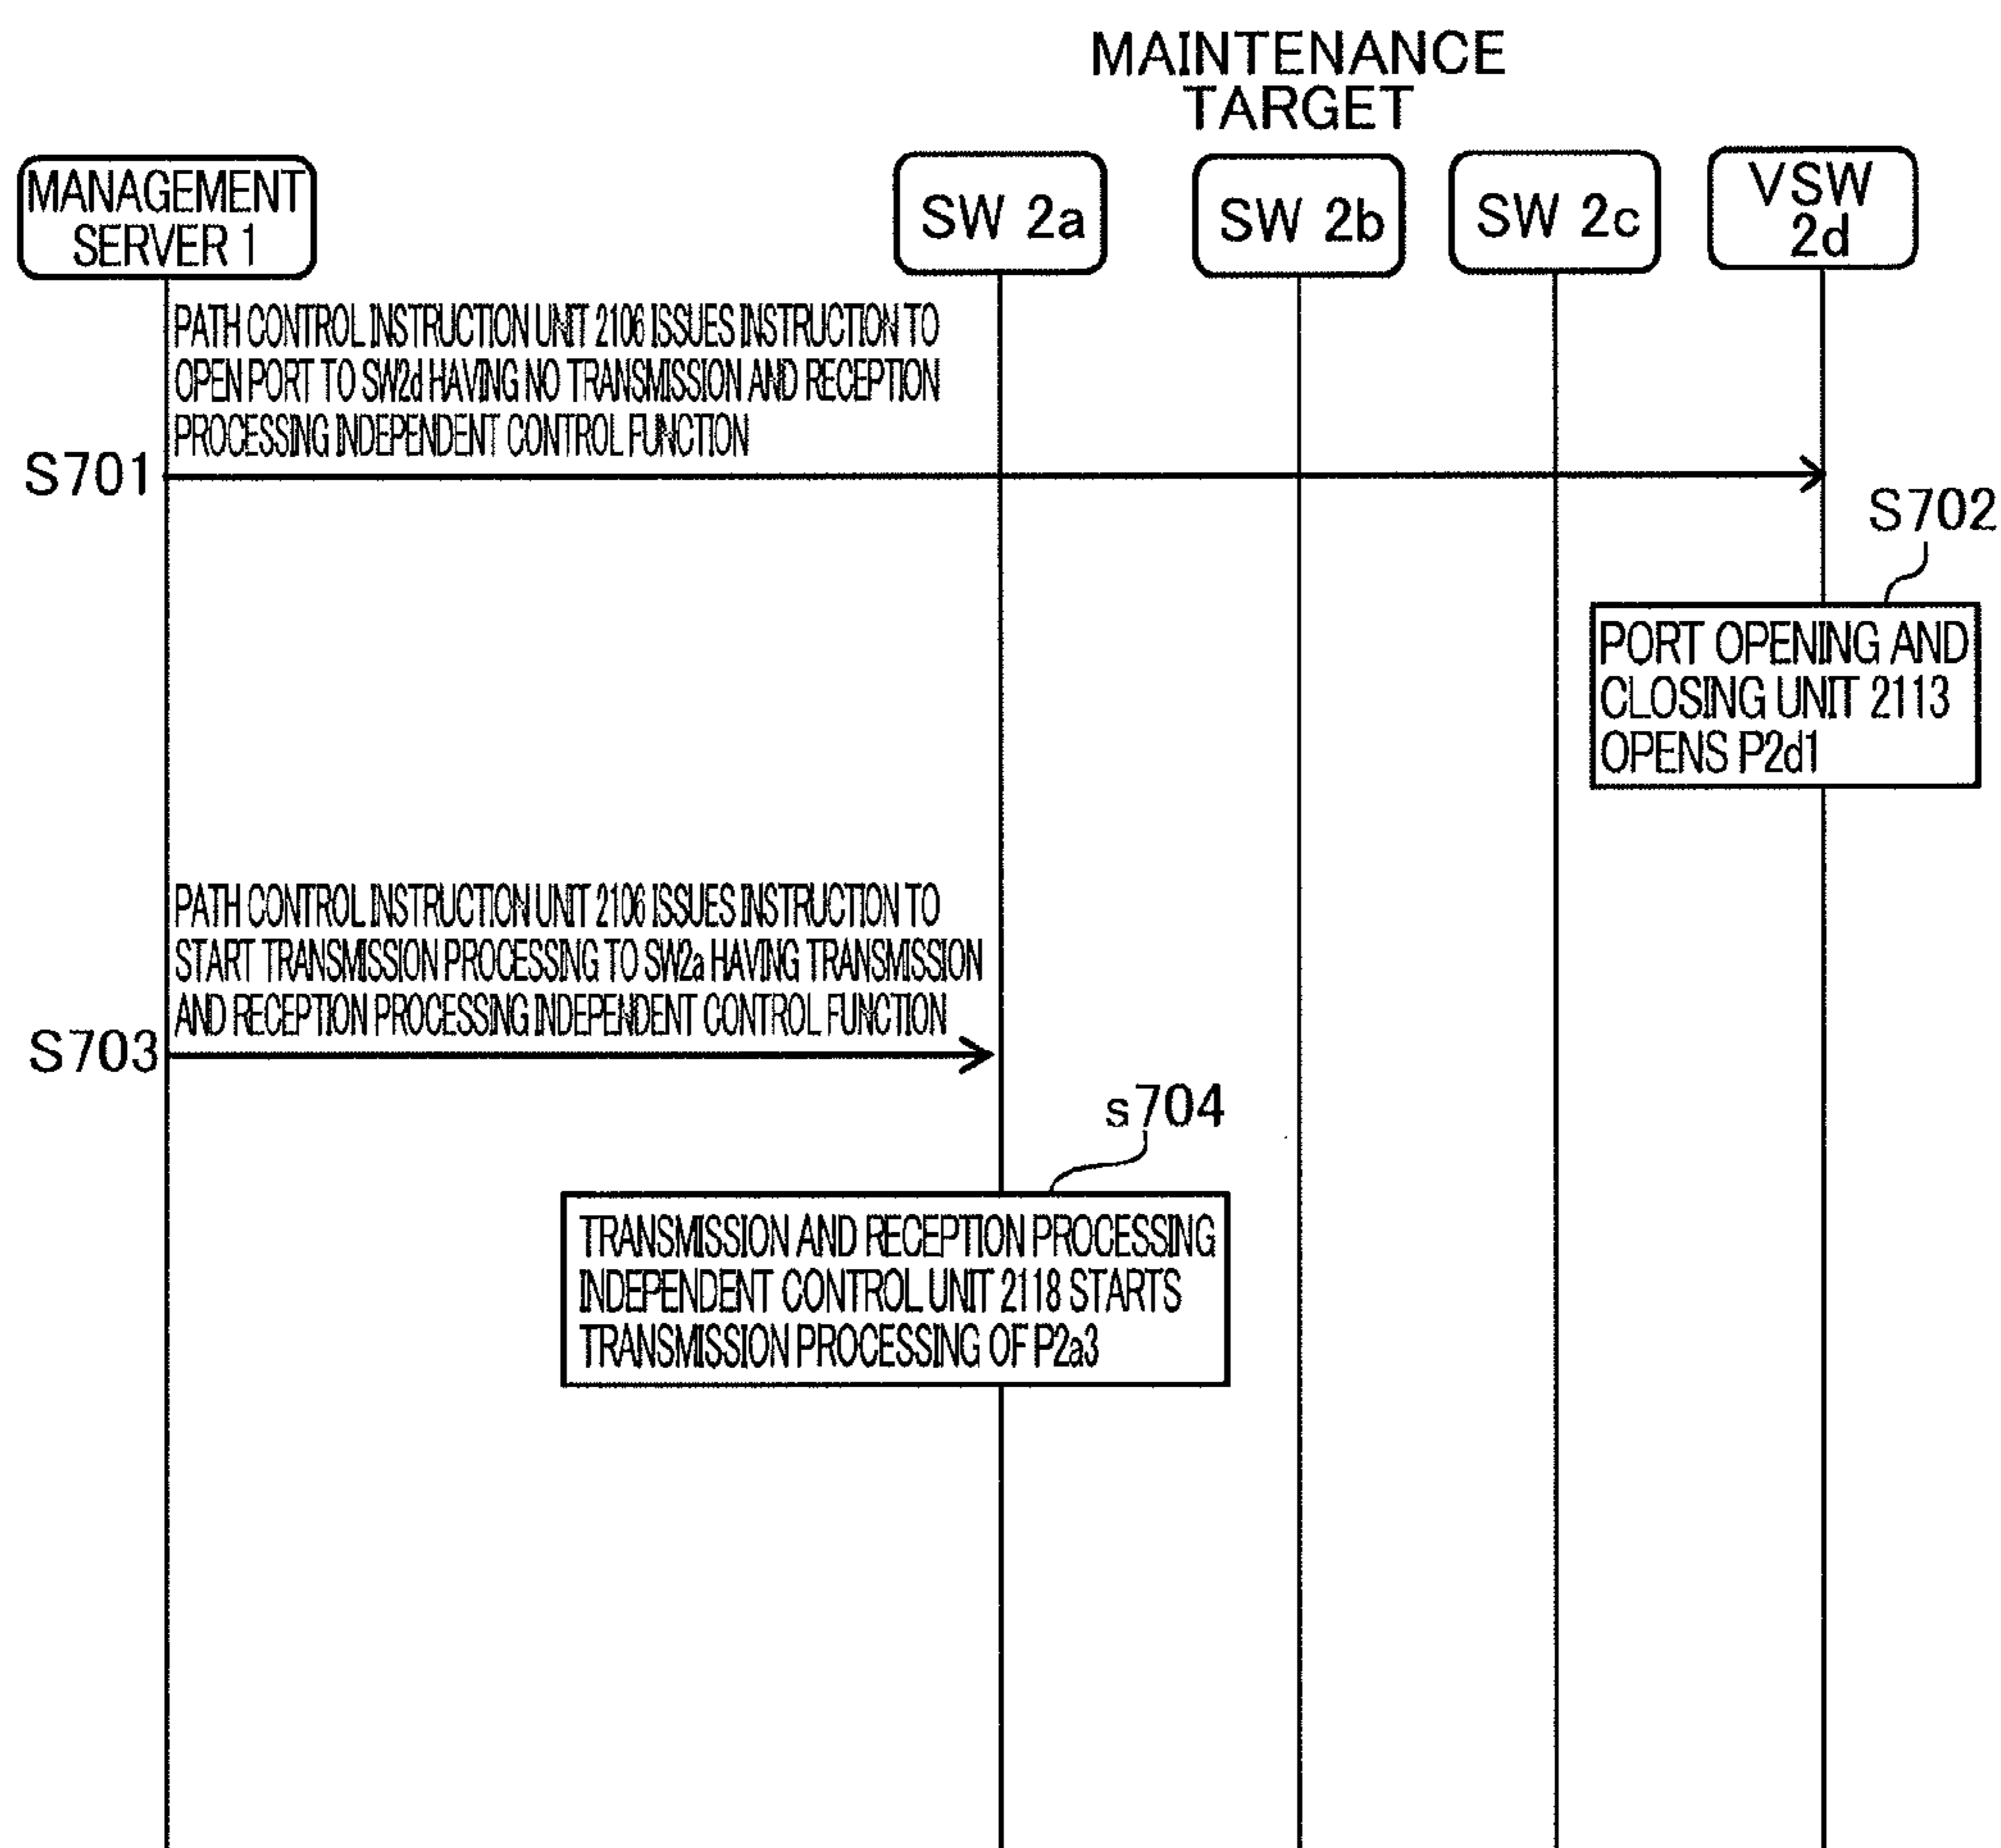 MAINTENANCE
TARGET
MANAGEMENT
SERVER 1
SW 2a
SW 2b
SW 2c
VSW
2d
PATH CONTROL INSTRUCTION UNIT 2106 ISSUES INSTRUCTION TO
OPEN PORT TO SW2d HAVING NO TRANSMISSION AND RECEPTION
PROCESSING INDEPENDENT CONTROL FUNCTION
S701
S702
PORT OPENING AND
CLOSING UNIT 2113
OPENS P2d1
PATH CONTROL INSTRUCTION UNIT 2106 ISSUES INSTRUCTION TO
START TRANSMISSION PROCESSING TO SW2a HAVING TRANSMISSION
AND RECEPTION PROCESSING INDEPENDENT CONTROL FUNCTION
S703
s704
TRANSMISSION AND RECEPTION PROCESSING
INDEPENDENT CONTROL UNIT 2118 STARTS
TRANSMISSION PROCESSING OF P2a3